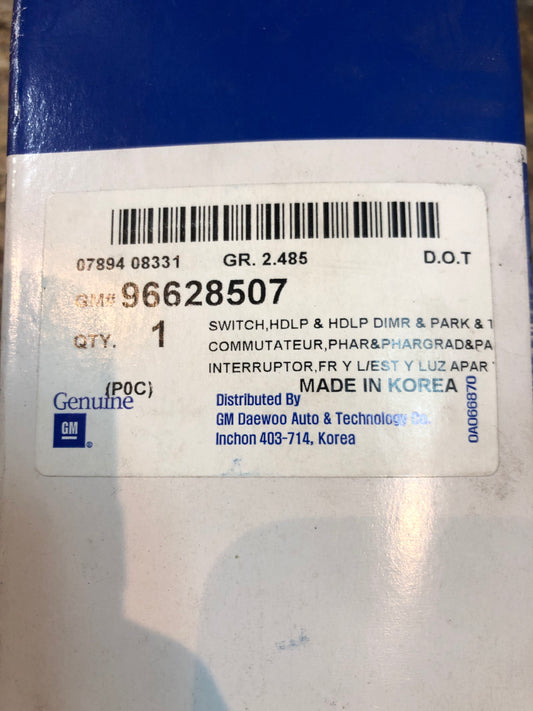 07894 08331 GR. 2.485 D.O.T
GM# 96628507
QTY. 1
SWITCH,HDLP & HDLP DIMR & PARK & T
COMMUTATEUR,PHAR&PHARGRAD&PA
INTERRUPTOR,FR Y L/EST Y LUZ APAR
(P0C) MADE IN KOREA
Genuine
GM
®
Distributed By
GM Daewoo Auto & Technology Co.
Inchon 403-714, Korea
0A066870